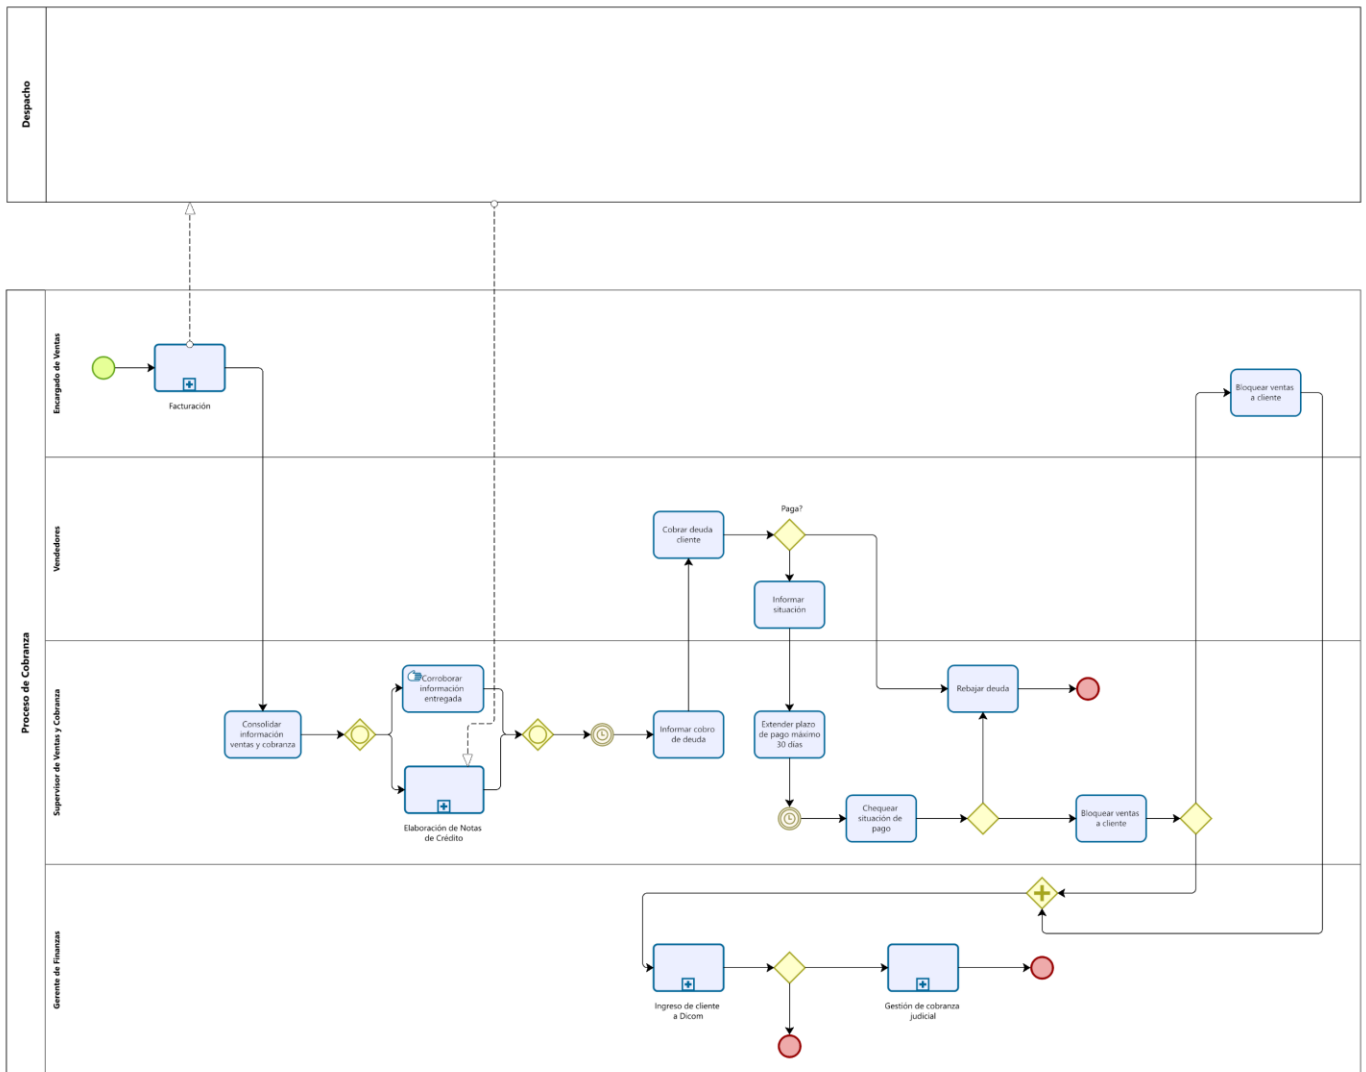 Despacho
Proceso de Cobranza
Encargado de Ventas
Facturación
Bloquear ventas
a cliente
Vendedores
Paga?
Cobrar deuda
cliente
Informar
situación
Supervisor de Ventas y Cobranza
Corroborar
información
entregada
Rebajar deuda
Consolidar
información
ventas y cobranza
Informar cobro
de deuda
Extender plazo
de pago máximo
30 días
Elaboración de Notas
de Crédito
Chequear
situación de
pago
Bloquear ventas
a cliente
Gerente de Finanzas
Ingreso de cliente
a Dicom
Gestión de cobranza
judicial